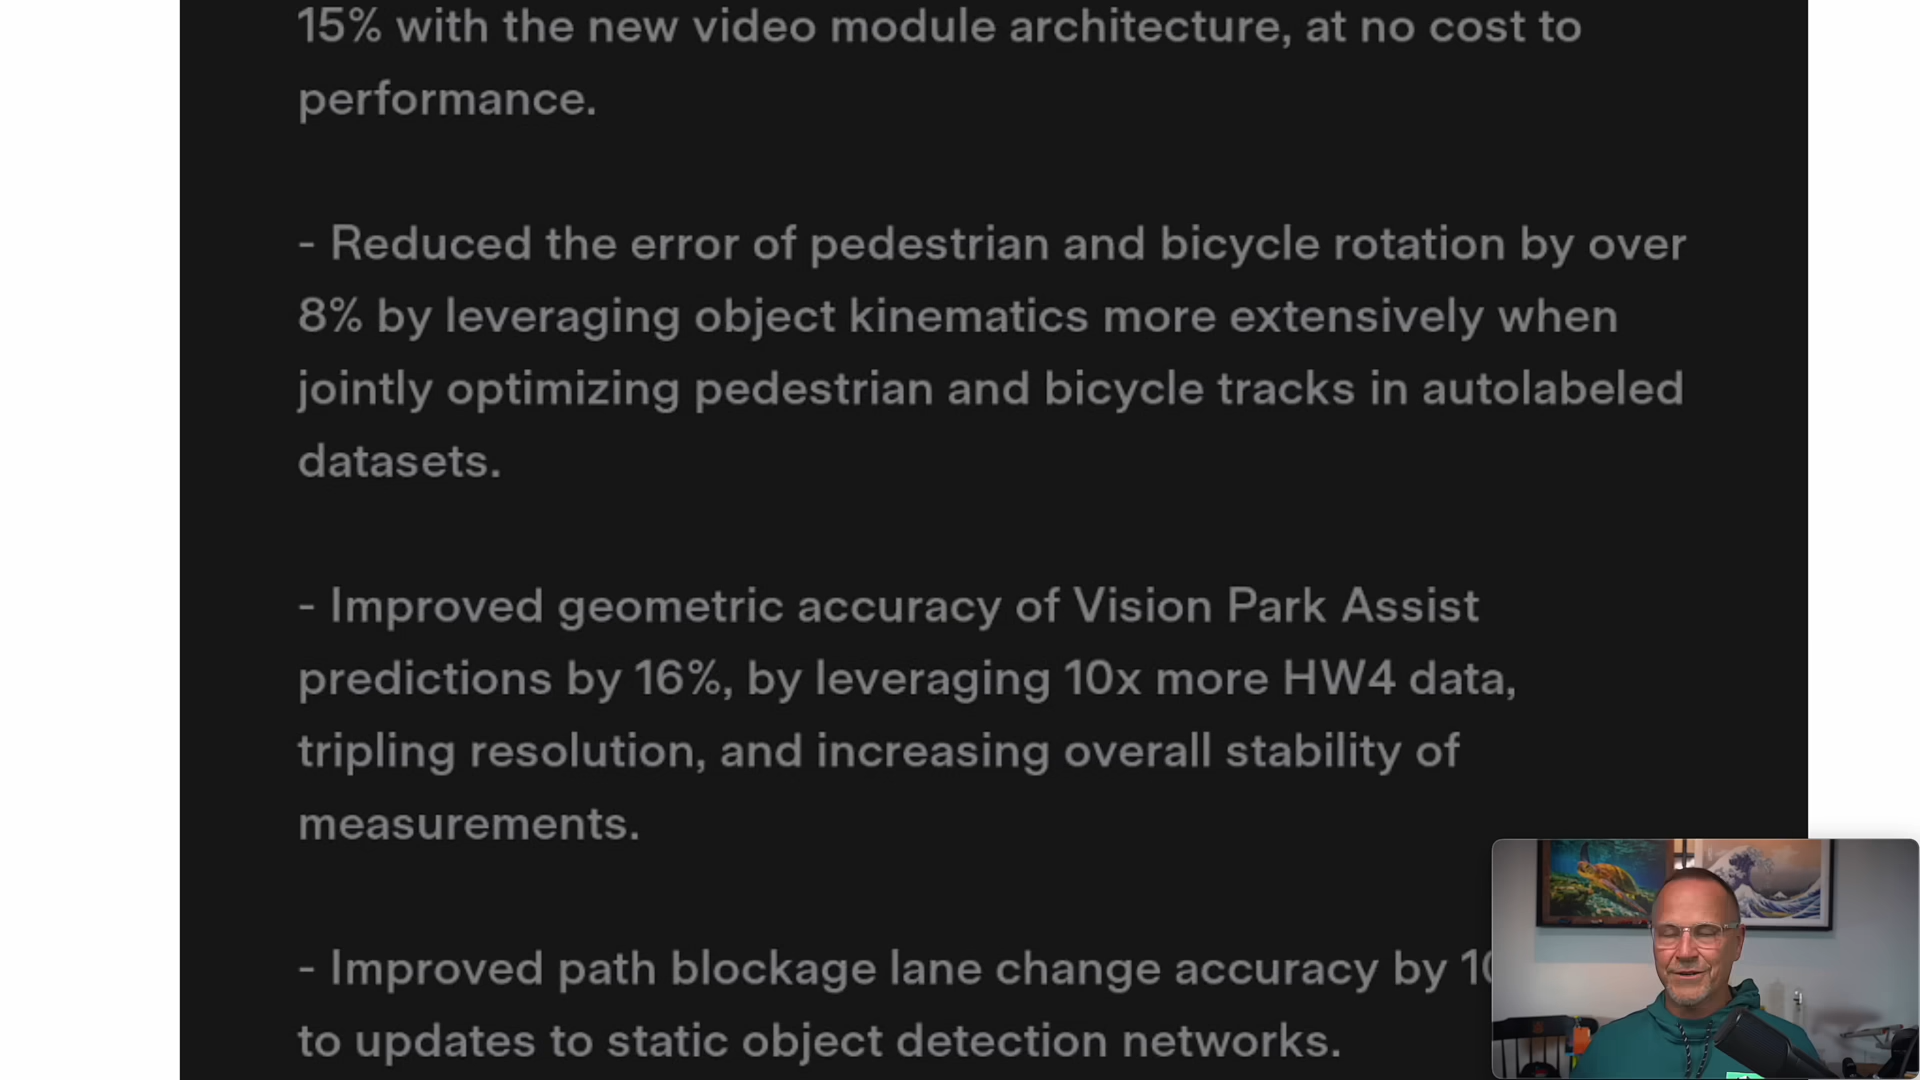 15% with the new video module architecture, at no cost to
performance.
- Reduced the error of pedestrian and bicycle rotation by over
8% by leveraging object kinematics more extensively when
jointly optimizing pedestrian and bicycle tracks in autolabeled
datasets.
- Improved geometric accuracy of Vision Park Assist
predictions by 16%, by leveraging 10x more HW4 data,
tripling resolution, and increasing overall stability of
measurements.
- Improved path blockage lane change accuracy by
to updates to static object detection networks.